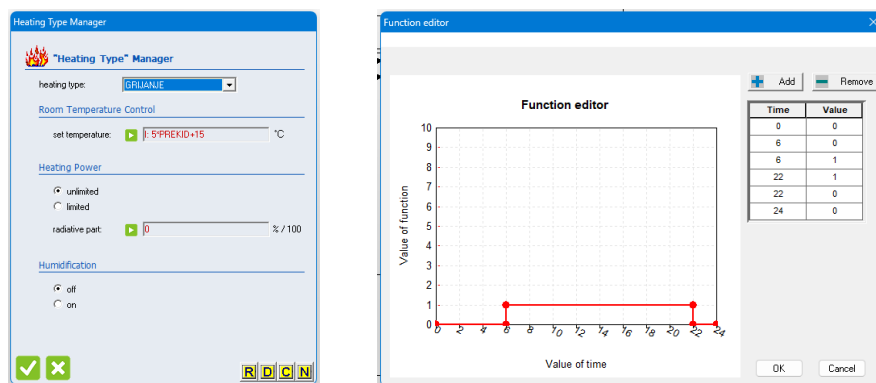 Heating Type Manager
"Heating Type" Manager
heating type: GRIJANJE
Room Temperature Control
set temperature: I: 5*PREKID+15 °C
Heating Power
unlimited
limited
radiative part: 0 % / 100
Humidification
off
on
R D C N
Function editor
Add Remove
Function editor
Time Value
0 0
6 0
6 1
22 1
22 0
24 0
Value of function
10
9
8
7
6
5
4
3
2
1
0
0 2 4 6 8 10 12 14 16 18 20 22 24
Value of time
OK Cancel